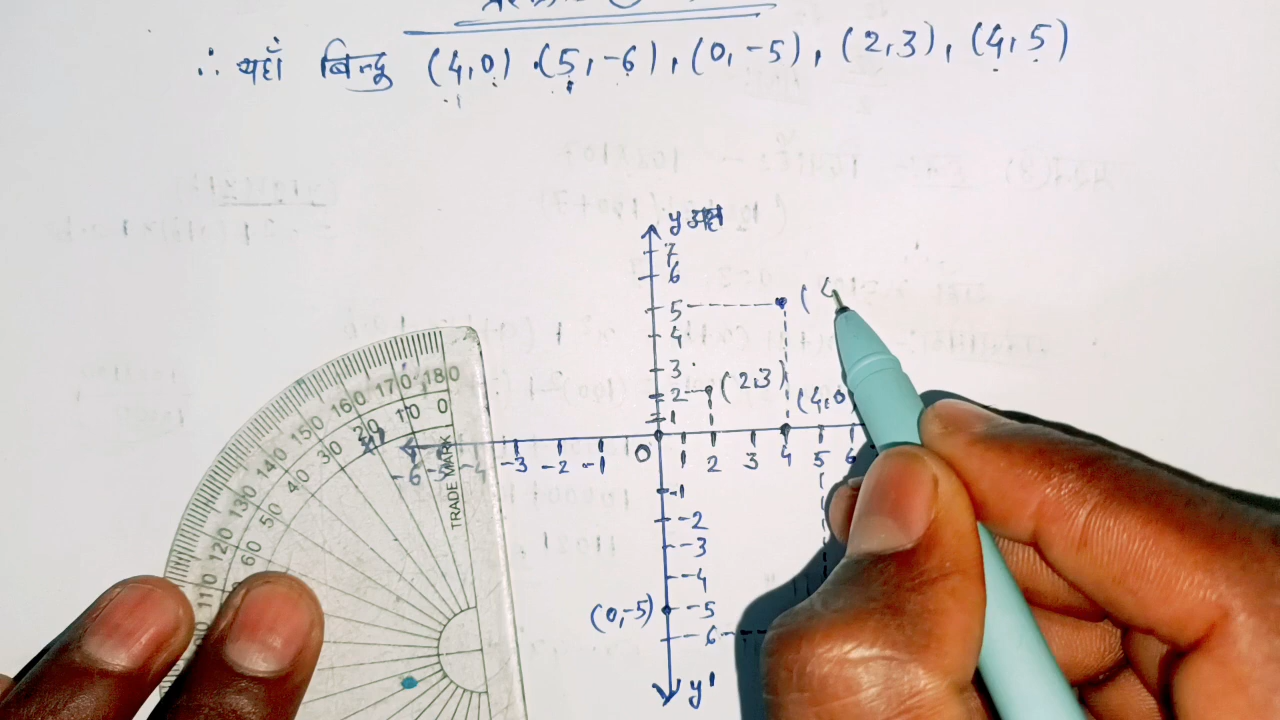 ∴ यहाँ बिन्दु (4,0) .(5,-6), (0,-5), (2,3), (4,5)
y अक्ष
7
6
5
(4
4
3
(2,3)
2
(4,0)
1
-6 -3 -2 -1 O 1 2 3 4 5 6
-1
-2
-3
-4
(0,-5) -5
-6
y'
180 170 160 150 140 130 120 110
0 10 20 30 40 50 60
TRADE MARK